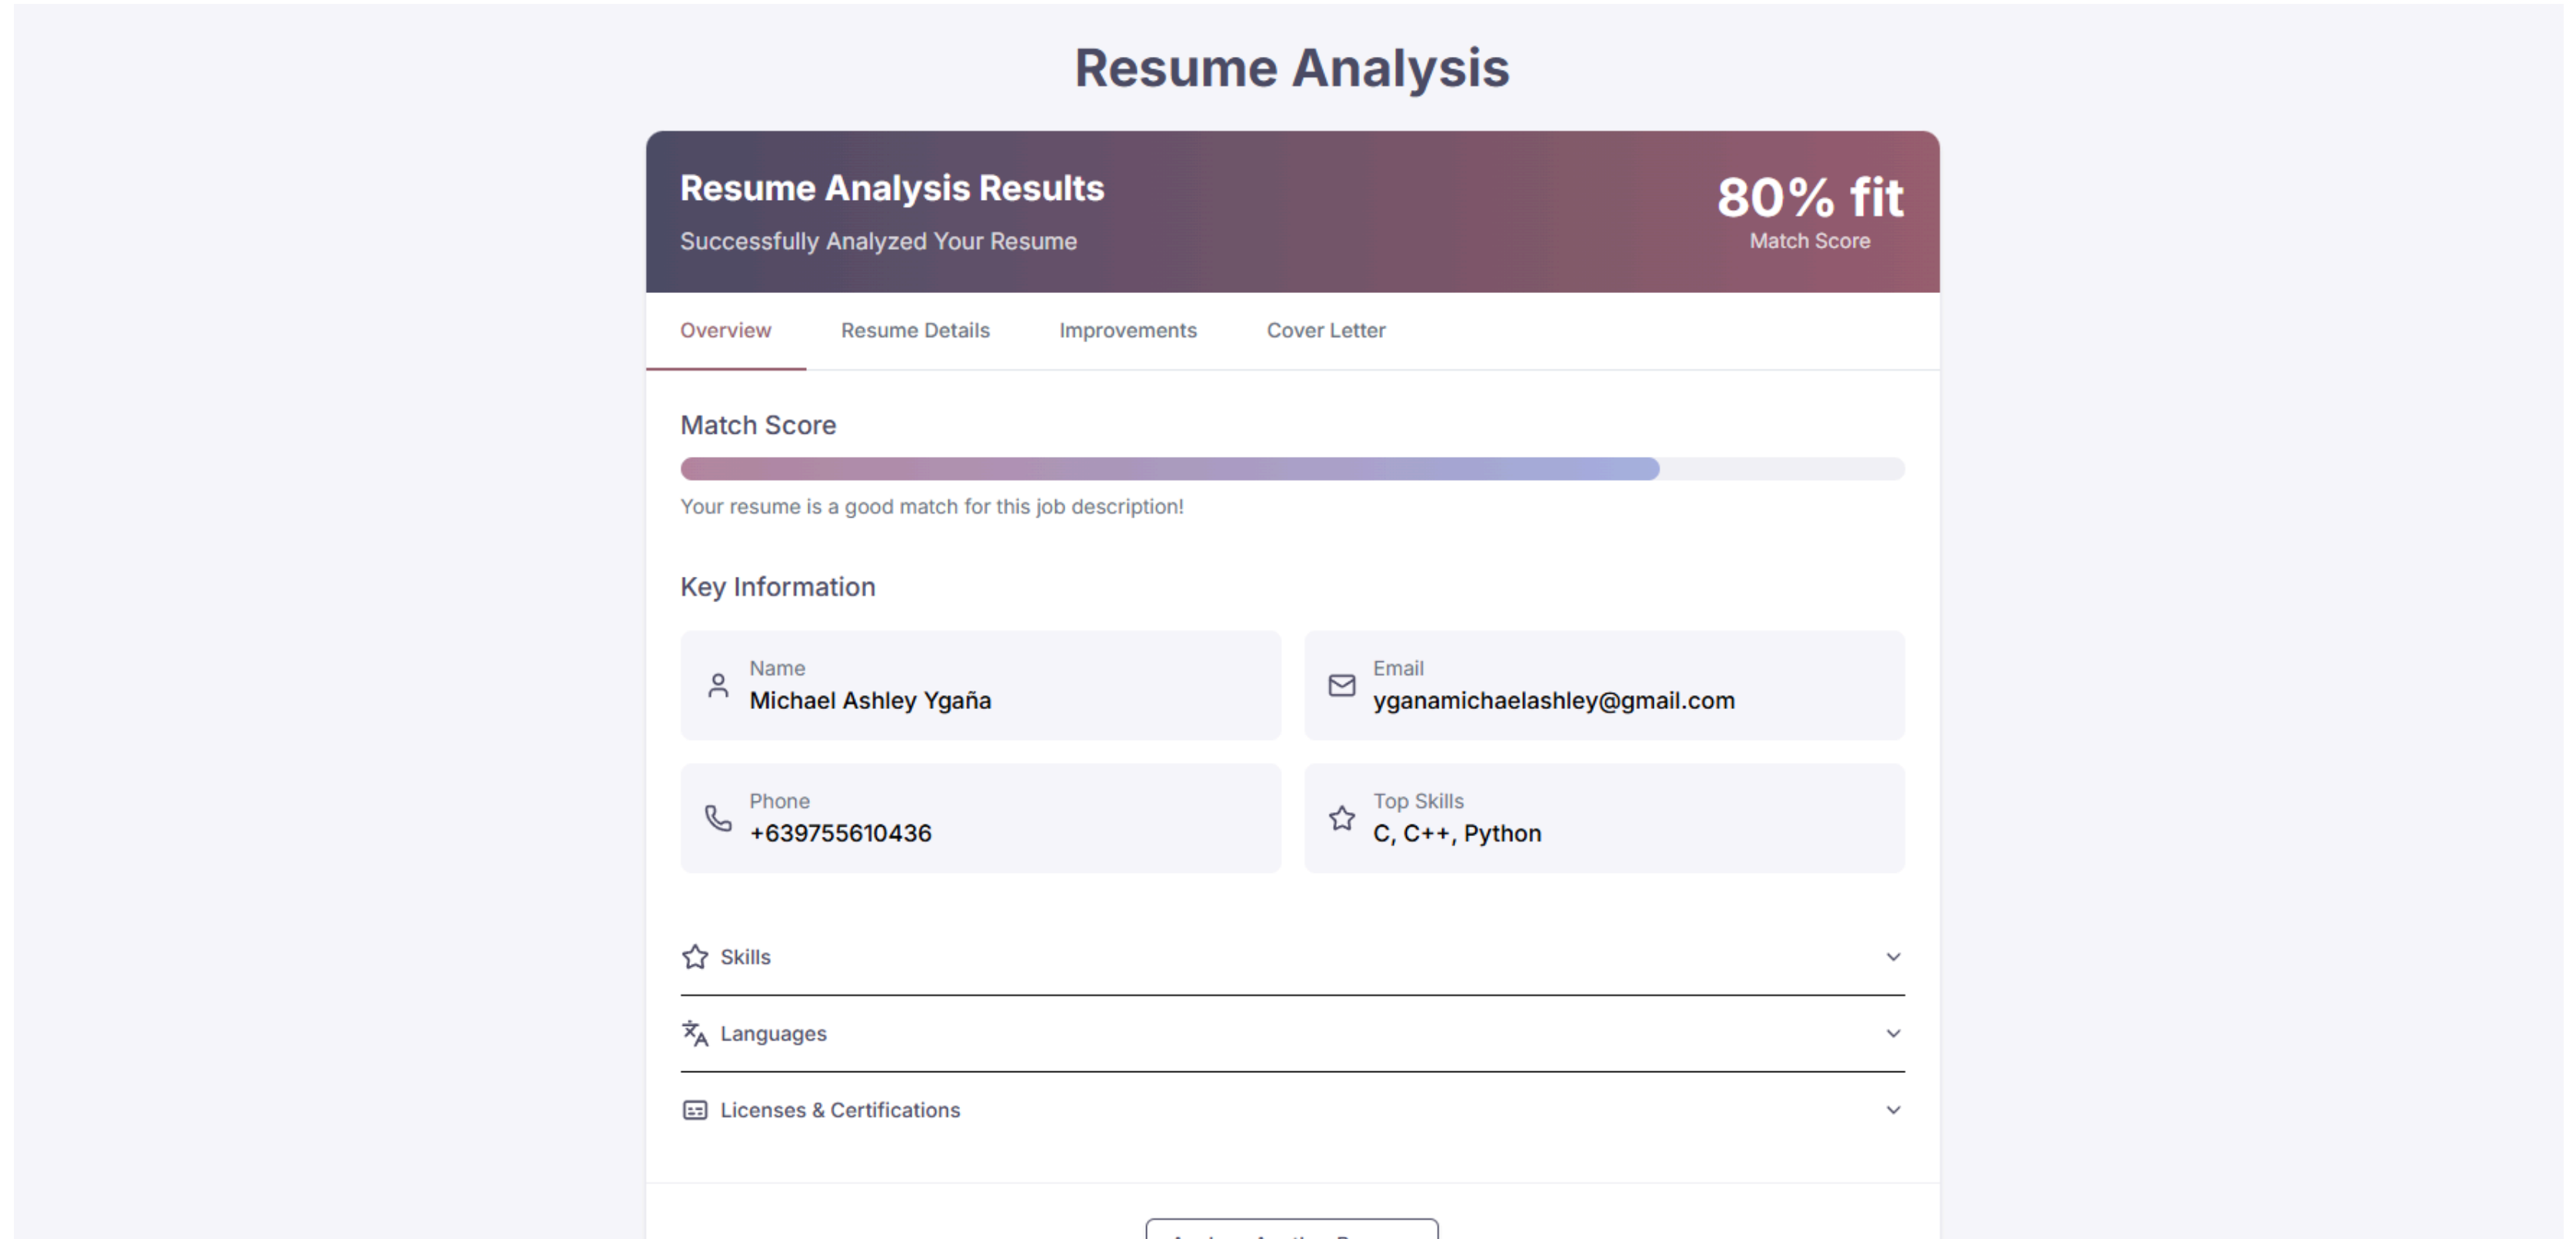 Resume Analysis
Resume Analysis Results
Successfully Analyzed Your Resume
80% fit
Match Score
Overview
Resume Details
Improvements
Cover Letter
Match Score
Your resume is a good match for this job description!
Key Information
Name
Michael Ashley Ygaña
Email
yganamichaelashley@gmail.com
Phone
+639755610436
Top Skills
C, C++, Python
Skills
Languages
Licenses & Certifications